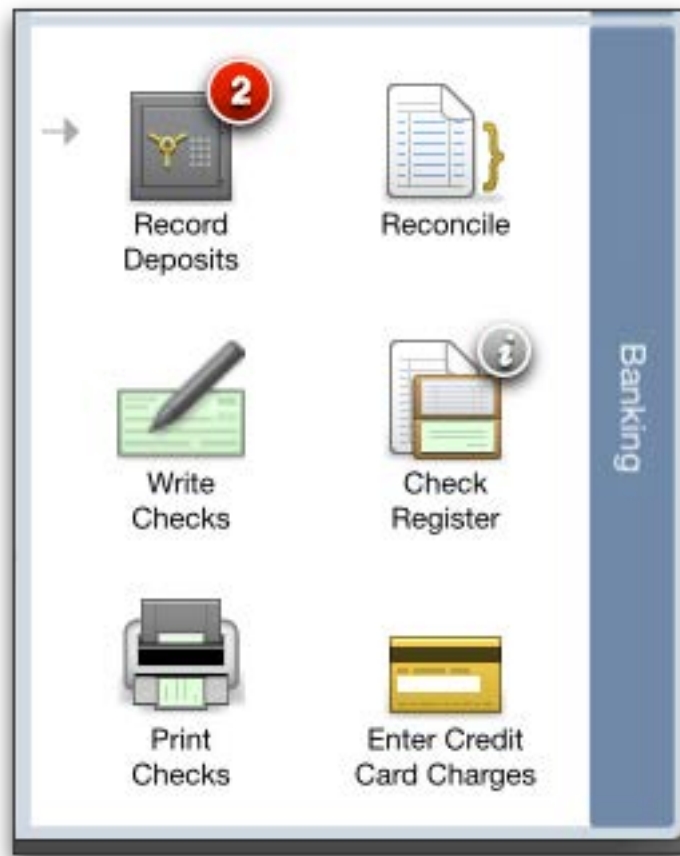 2
Record
Deposits
Reconcile
Write
Checks
i
Check
Register
Print
Checks
Enter Credit
Card Charges
Banking